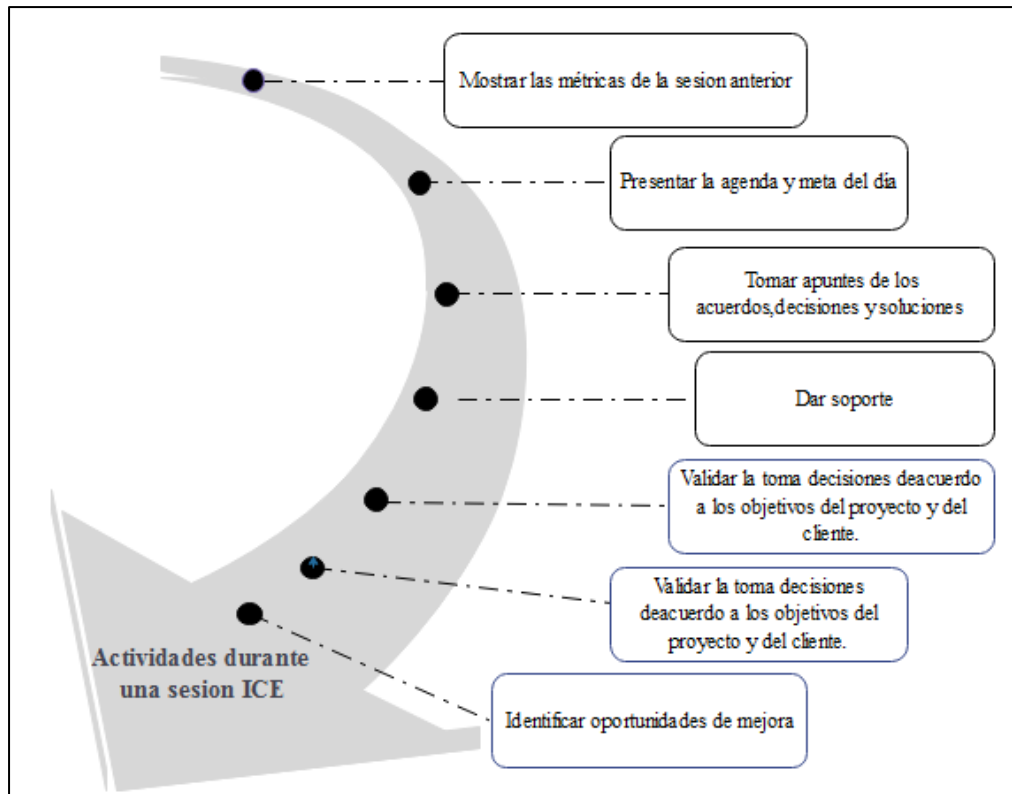 Mostrar las métricas de la sesion anterior
Presentar la agenda y meta del día
Tomar apuntes de los
acuerdos,decisiones y soluciones
Dar soporte
Validar la toma decisiones deacuerdo
a los objetivos del proyecto y del
cliente.
Validar la toma decisiones
deacuerdo a los objetivos del
proyecto y del cliente.
Identificar oportunidades de mejora
Actividades durante
una sesion ICE